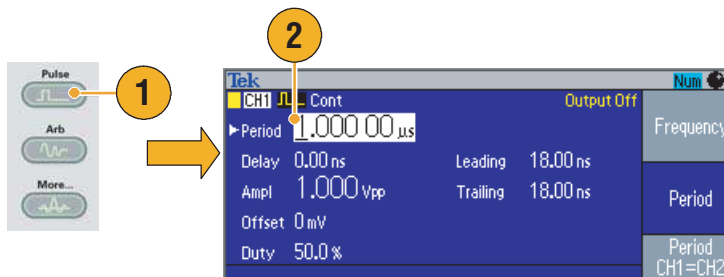 Pulse
1
Arb
More...
2
Tek
Num
CH1 Cont
Output Off
Period 1.000 00 µs
Delay 0.00 ns
Leading 18.00 ns
Ampl 1.000 Vpp
Trailing 18.00 ns
Offset 0 mV
Duty 50.0 %
Frequency
Period
Period
CH1=CH2